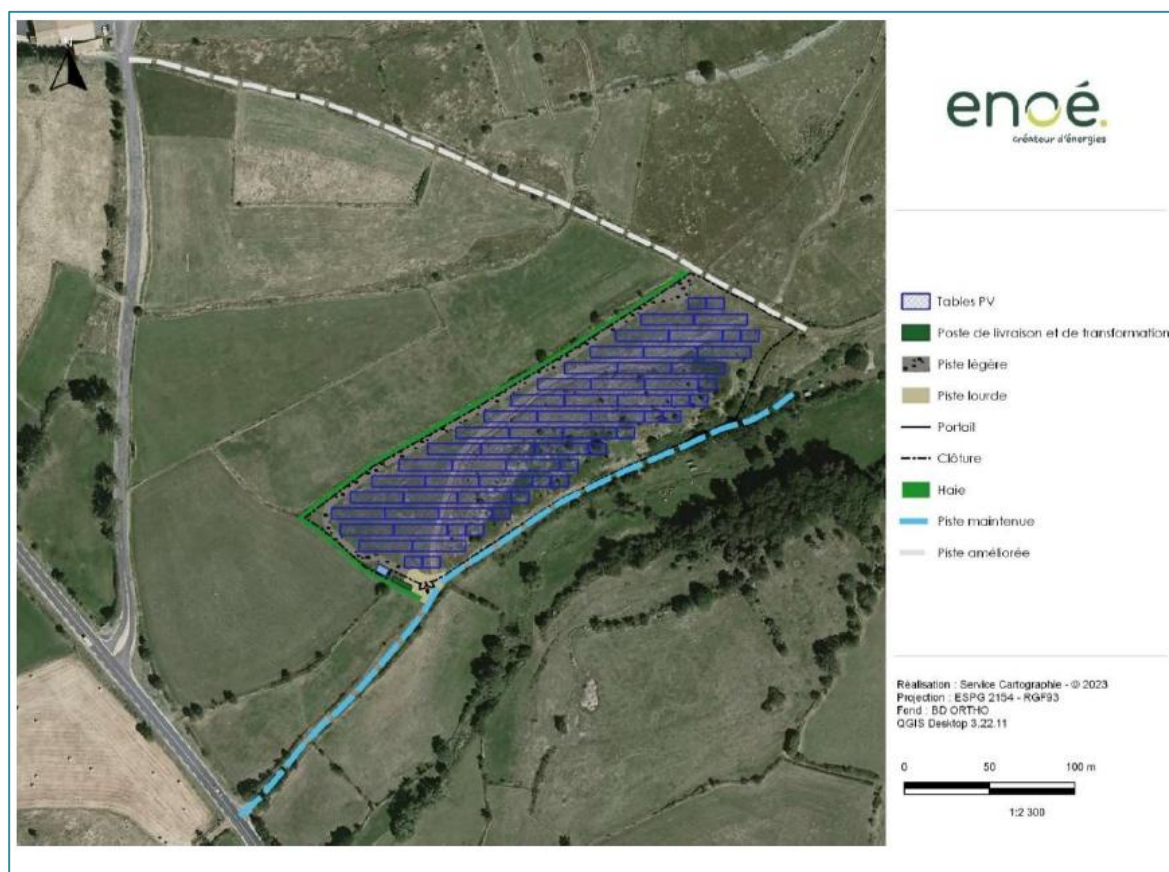 enoé.
créateur d'énergies
Tables PV
Poste de livraison et de transformation
Piste légère
Piste lourde
Portail
Clôture
Haie
Piste maintenue
Piste améliorée
Réalisation : Service Cartographie - © 2023
Projection : ESPG 2154 - RGF93
Fond : BD ORTHO
QGIS Desktop 3.22.11
0 50 100 m
1:2 300